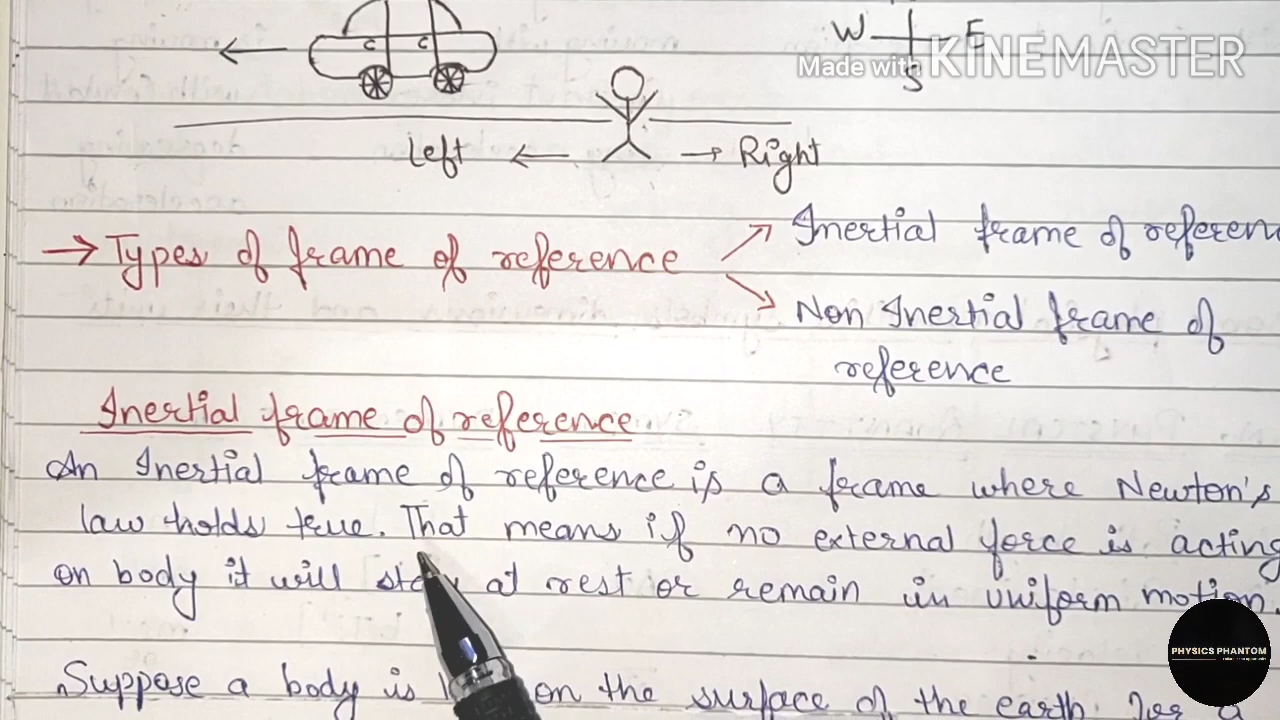 W E
Made with KINEMASTER
S
c c
Left ← → Right
→ Types of frame of reference
Inertial frame of referen
Non Inertial frame of
reference
Inertial frame of reference
An Inertial frame of reference is a frame where Newton's
law holds true. That means if no external force is acting
on body it will stay at rest or remain in uniform motion.
PHYSICS PHANTOM
Suppose a body is on the surface of the earth.